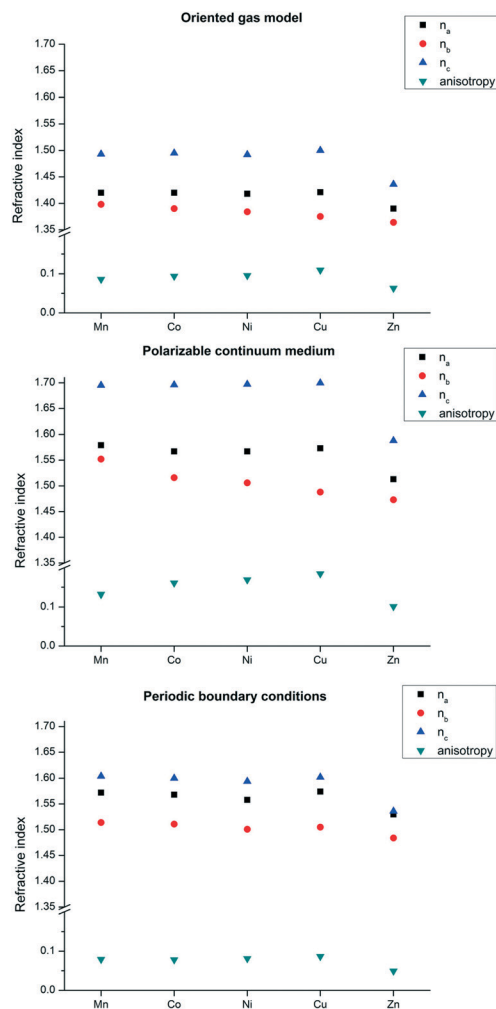 Oriented gas model
n_a
n_b
n_c
anisotropy
Refractive index
1.70
1.65
1.60
1.55
1.50
1.45
1.40
1.35
0.1
0.0
Mn Co Ni Cu Zn
Polarizable continuum medium
n_a
n_b
n_c
anisotropy
Refractive index
1.70
1.65
1.60
1.55
1.50
1.45
1.40
1.35
0.1
0.0
Mn Co Ni Cu Zn
Periodic boundary conditions
n_a
n_b
n_c
anisotropy
Refractive index
1.70
1.65
1.60
1.55
1.50
1.45
1.40
1.35
0.1
0.0
Mn Co Ni Cu Zn